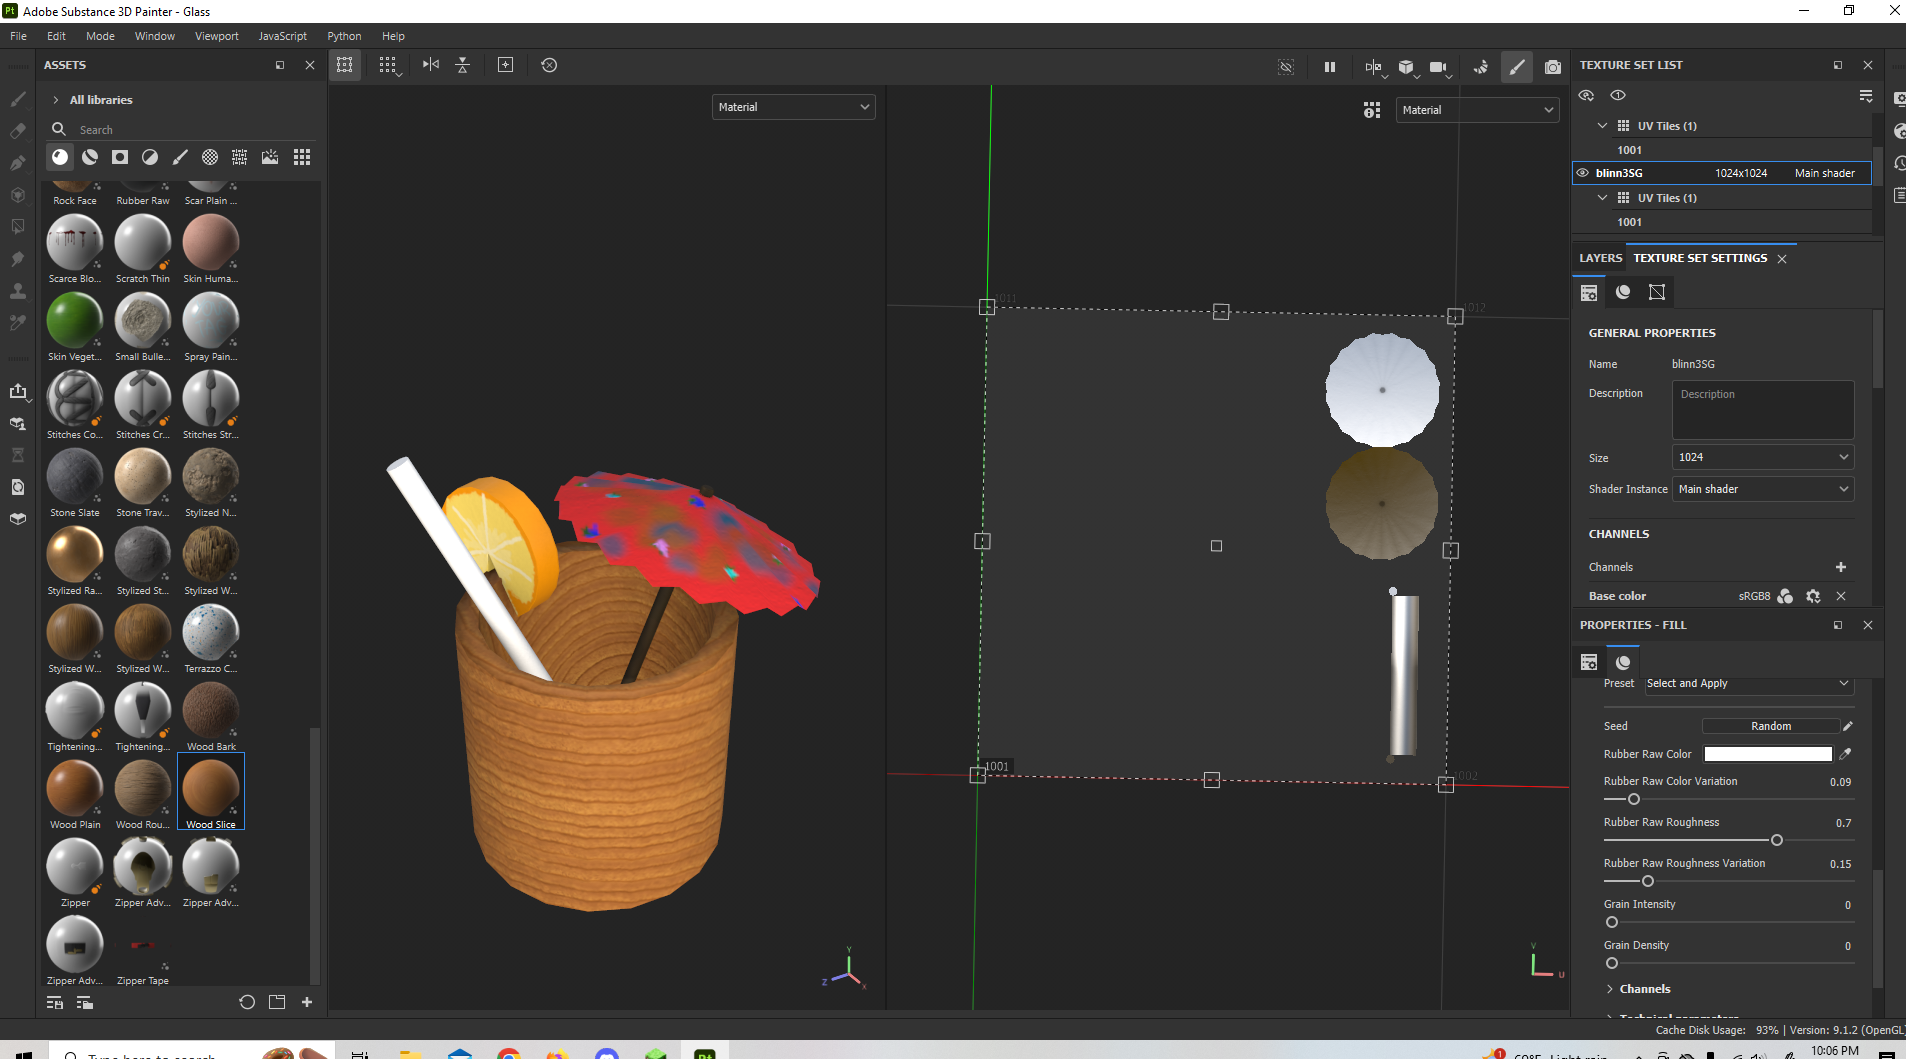 Adobe Substance 3D Painter - Glass
File Edit Mode Window Viewport JavaScript Python Help
ASSETS
All libraries
Search
Rock Face Rubber Raw Scar Plain ...
Scarce Blo... Scratch Thin Skin Huma...
Skin Veget... Small Bulle... Spray Pain...
Stitches Co... Stitches Cr... Stitches Str...
Stone Slate Stone Trav... Stylized N...
Stylized Ra... Stylized St... Stylized W...
Stylized W... Stylized W... Terrazzo C...
Tightening... Tightening... Wood Bark
Wood Plain Wood Rou... Wood Slice
Zipper Zipper Adv... Zipper Adv...
Zipper Adv... Zipper Tape
Material
Y
Z
X
Material
1011
1012
1001
1002
V
U
TEXTURE SET LIST
UV Tiles (1)
1001
blinn3SG 1024x1024 Main shader
UV Tiles (1)
1001
LAYERS TEXTURE SET SETTINGS
GENERAL PROPERTIES
Name blinn3SG
Description Description
Size 1024
Shader Instance Main shader
CHANNELS
Channels
Base color sRGB8
PROPERTIES - FILL
Preset Select and Apply
Seed Random
Rubber Raw Color
Rubber Raw Color Variation 0.09
Rubber Raw Roughness 0.7
Rubber Raw Roughness Variation 0.15
Grain Intensity 0
Grain Density 0
Channels
Technical parameters
Cache Disk Usage: 93% | Version: 9.1.2 (OpenGL
Type here to search
Pt
1
60°F Light rain
10:06 PM